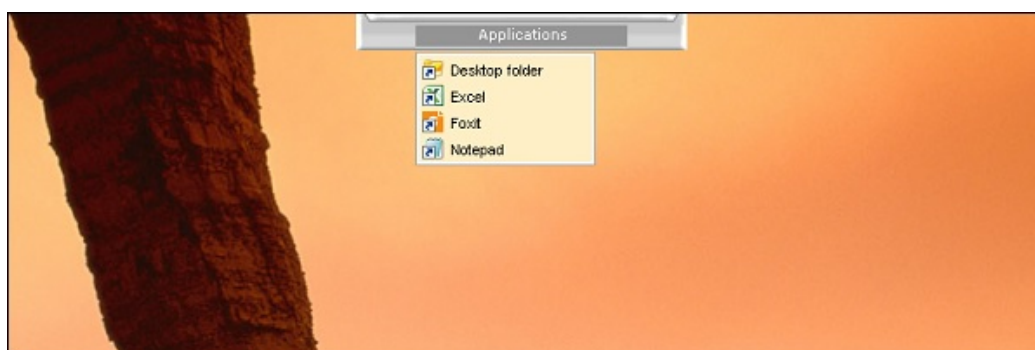 Applications
Desktop folder
Excel
Foxit
Notepad